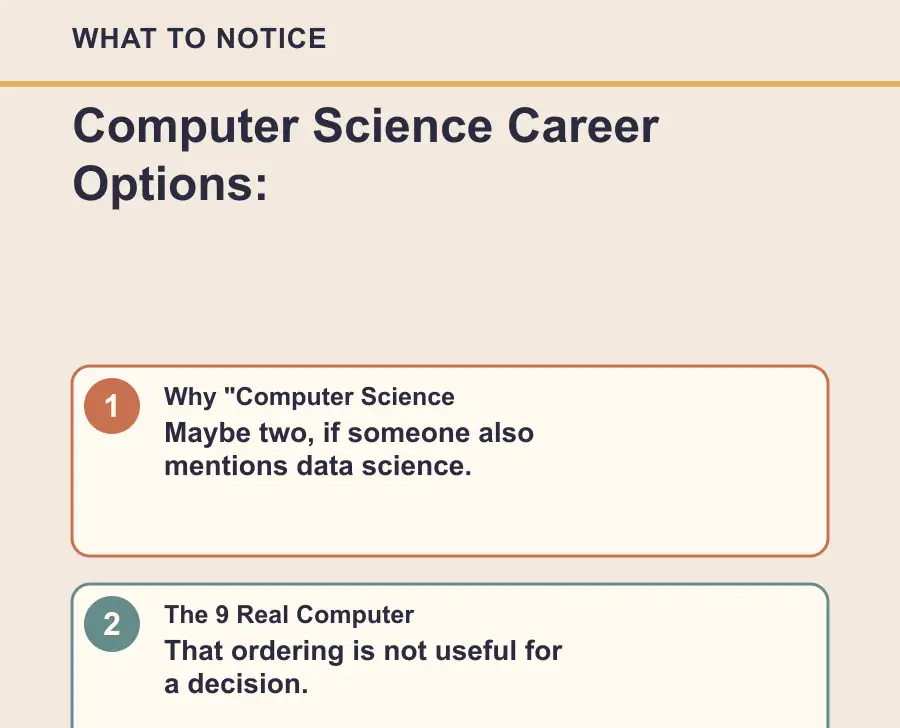 WHAT TO NOTICE
Computer Science Career
Options:
1
Why "Computer Science
Maybe two, if someone also
mentions data science.
2
The 9 Real Computer
That ordering is not useful for
a decision.